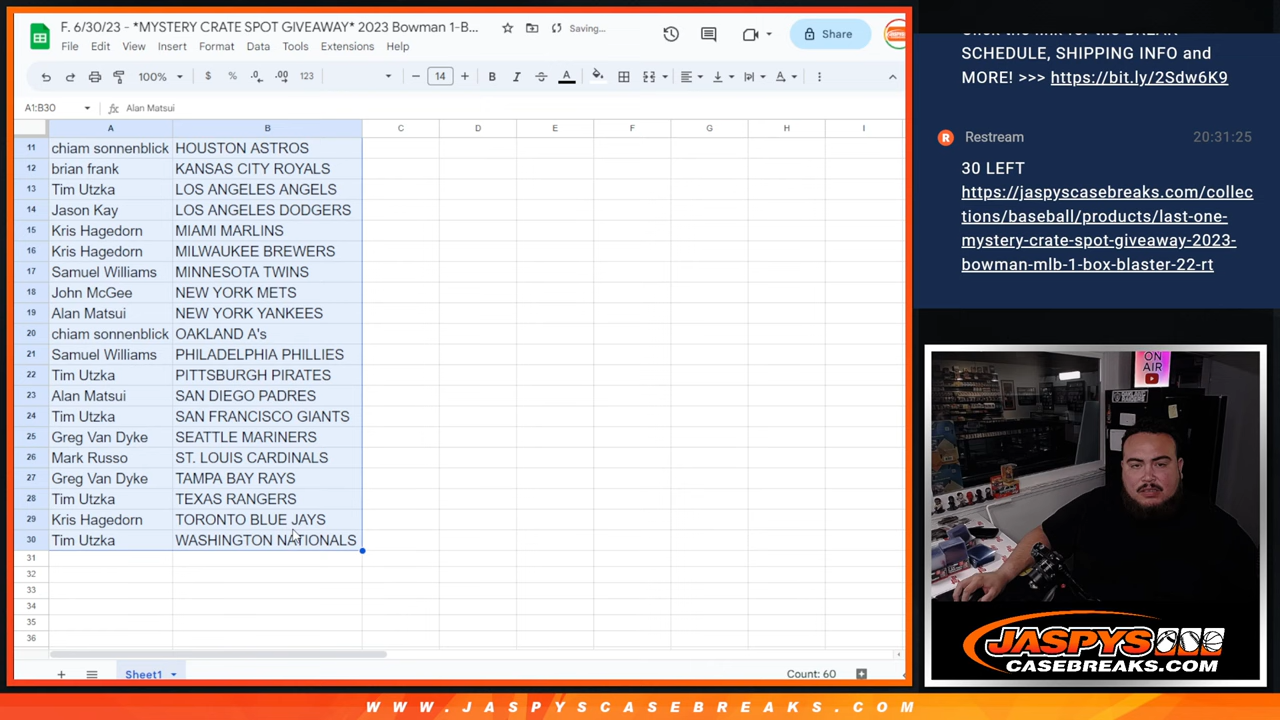 F. 6/30/23 - *MYSTERY CRATE SPOT GIVEAWAY* 2023 Bowman 1-B...
Saving...
File Edit View Insert Format Data Tools Extensions Help
Share
100% $ % .0 .00 123 14 B I A
A1:B30 fx Alan Matsui
A B C D E F G H I
11 chiam sonnenblick HOUSTON ASTROS
12 brian frank KANSAS CITY ROYALS
13 Tim Utzka LOS ANGELES ANGELS
14 Jason Kay LOS ANGELES DODGERS
15 Kris Hagedorn MIAMI MARLINS
16 Kris Hagedorn MILWAUKEE BREWERS
17 Samuel Williams MINNESOTA TWINS
18 John McGee NEW YORK METS
19 Alan Matsui NEW YORK YANKEES
20 chiam sonnenblick OAKLAND A's
21 Samuel Williams PHILADELPHIA PHILLIES
22 Tim Utzka PITTSBURGH PIRATES
23 Alan Matsui SAN DIEGO PADRES
24 Tim Utzka SAN FRANCISCO GIANTS
25 Greg Van Dyke SEATTLE MARINERS
26 Mark Russo ST. LOUIS CARDINALS
27 Greg Van Dyke TAMPA BAY RAYS
28 Tim Utzka TEXAS RANGERS
29 Kris Hagedorn TORONTO BLUE JAYS
30 Tim Utzka WASHINGTON NATIONALS
31
32
33
34
35
36
Sheet1
Count: 60
SCHEDULE, SHIPPING INFO and
MORE! >>> https://bit.ly/2Sdw6K9
R Restream 20:31:25
30 LEFT
https://jaspyscasebreaks.com/collec
tions/baseball/products/last-one-
mystery-crate-spot-giveaway-2023-
bowman-mlb-1-box-blaster-22-rt
ON
AIR
JASPYS
CASEBREAKS.COM
WWW.JASPYSCASEBREAKS.COM